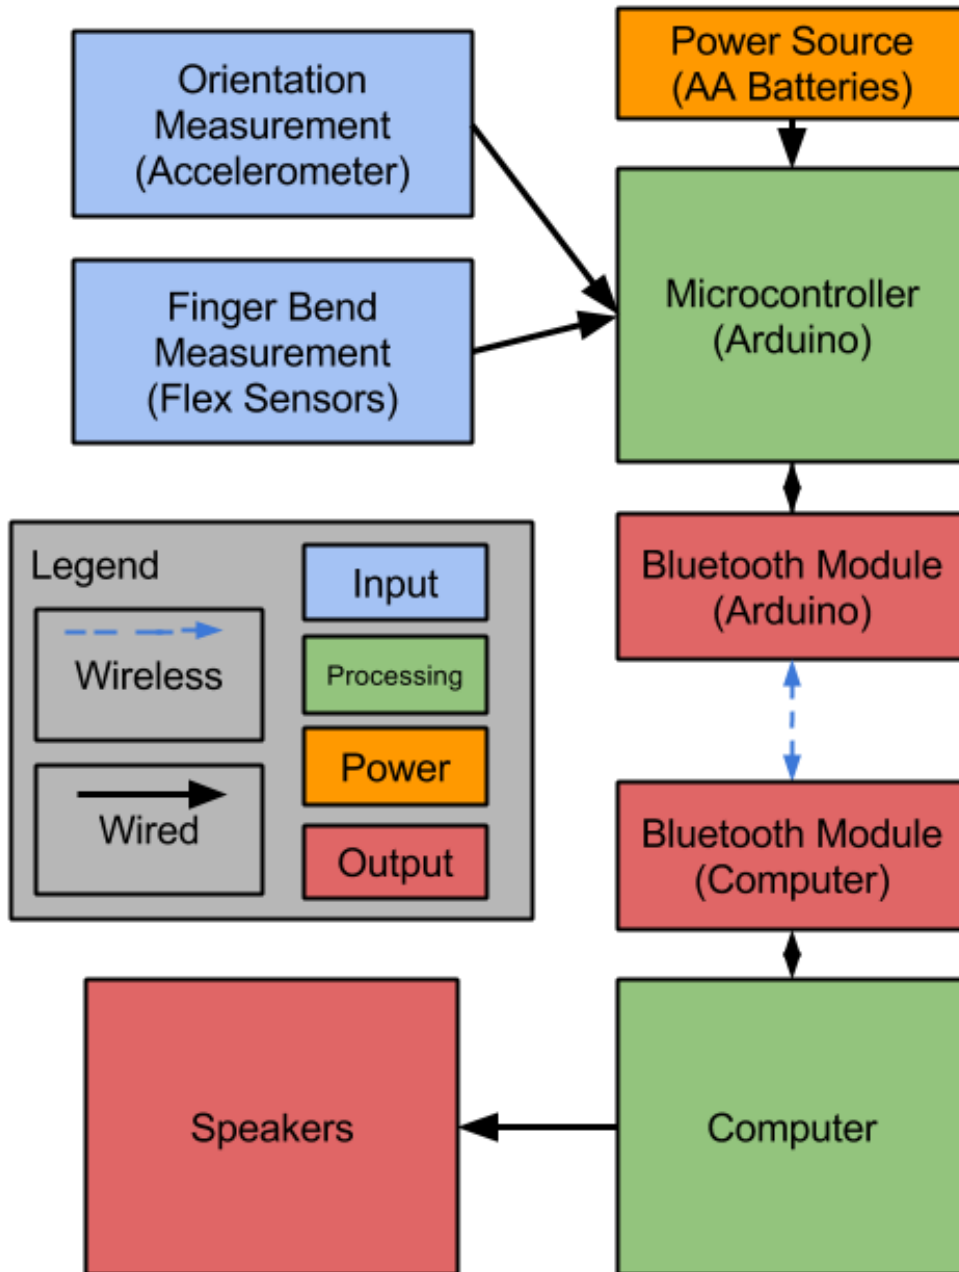 Orientation
Measurement
(Accelerometer)
Power Source
(AA Batteries)
Finger Bend
Measurement
(Flex Sensors)
Microcontroller
(Arduino)
Legend
Wireless
Wired
Input
Processing
Power
Output
Bluetooth Module
(Arduino)
Bluetooth Module
(Computer)
Speakers
Computer